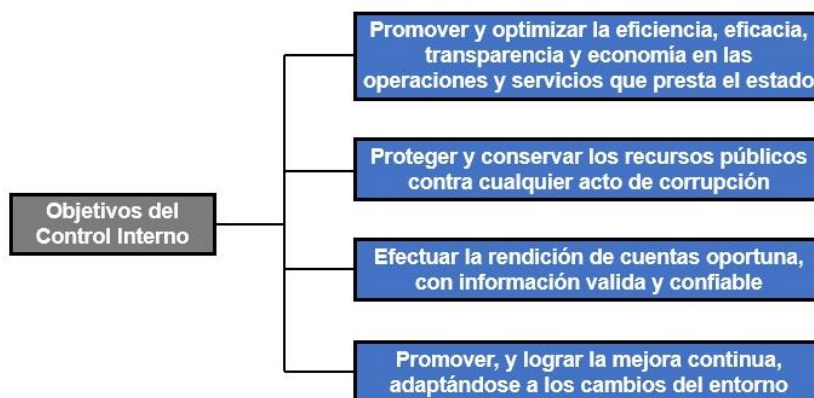 Promover y optimizar la eficiencia, eficacia,
transparencia y economía en las
operaciones y servicios que presta el estado
Proteger y conservar los recursos públicos
contra cualquier acto de corrupción
Objetivos del
Control Interno
Efectuar la rendición de cuentas oportuna,
con información valida y confiable
Promover, y lograr la mejora continua,
adaptándose a los cambios del entorno